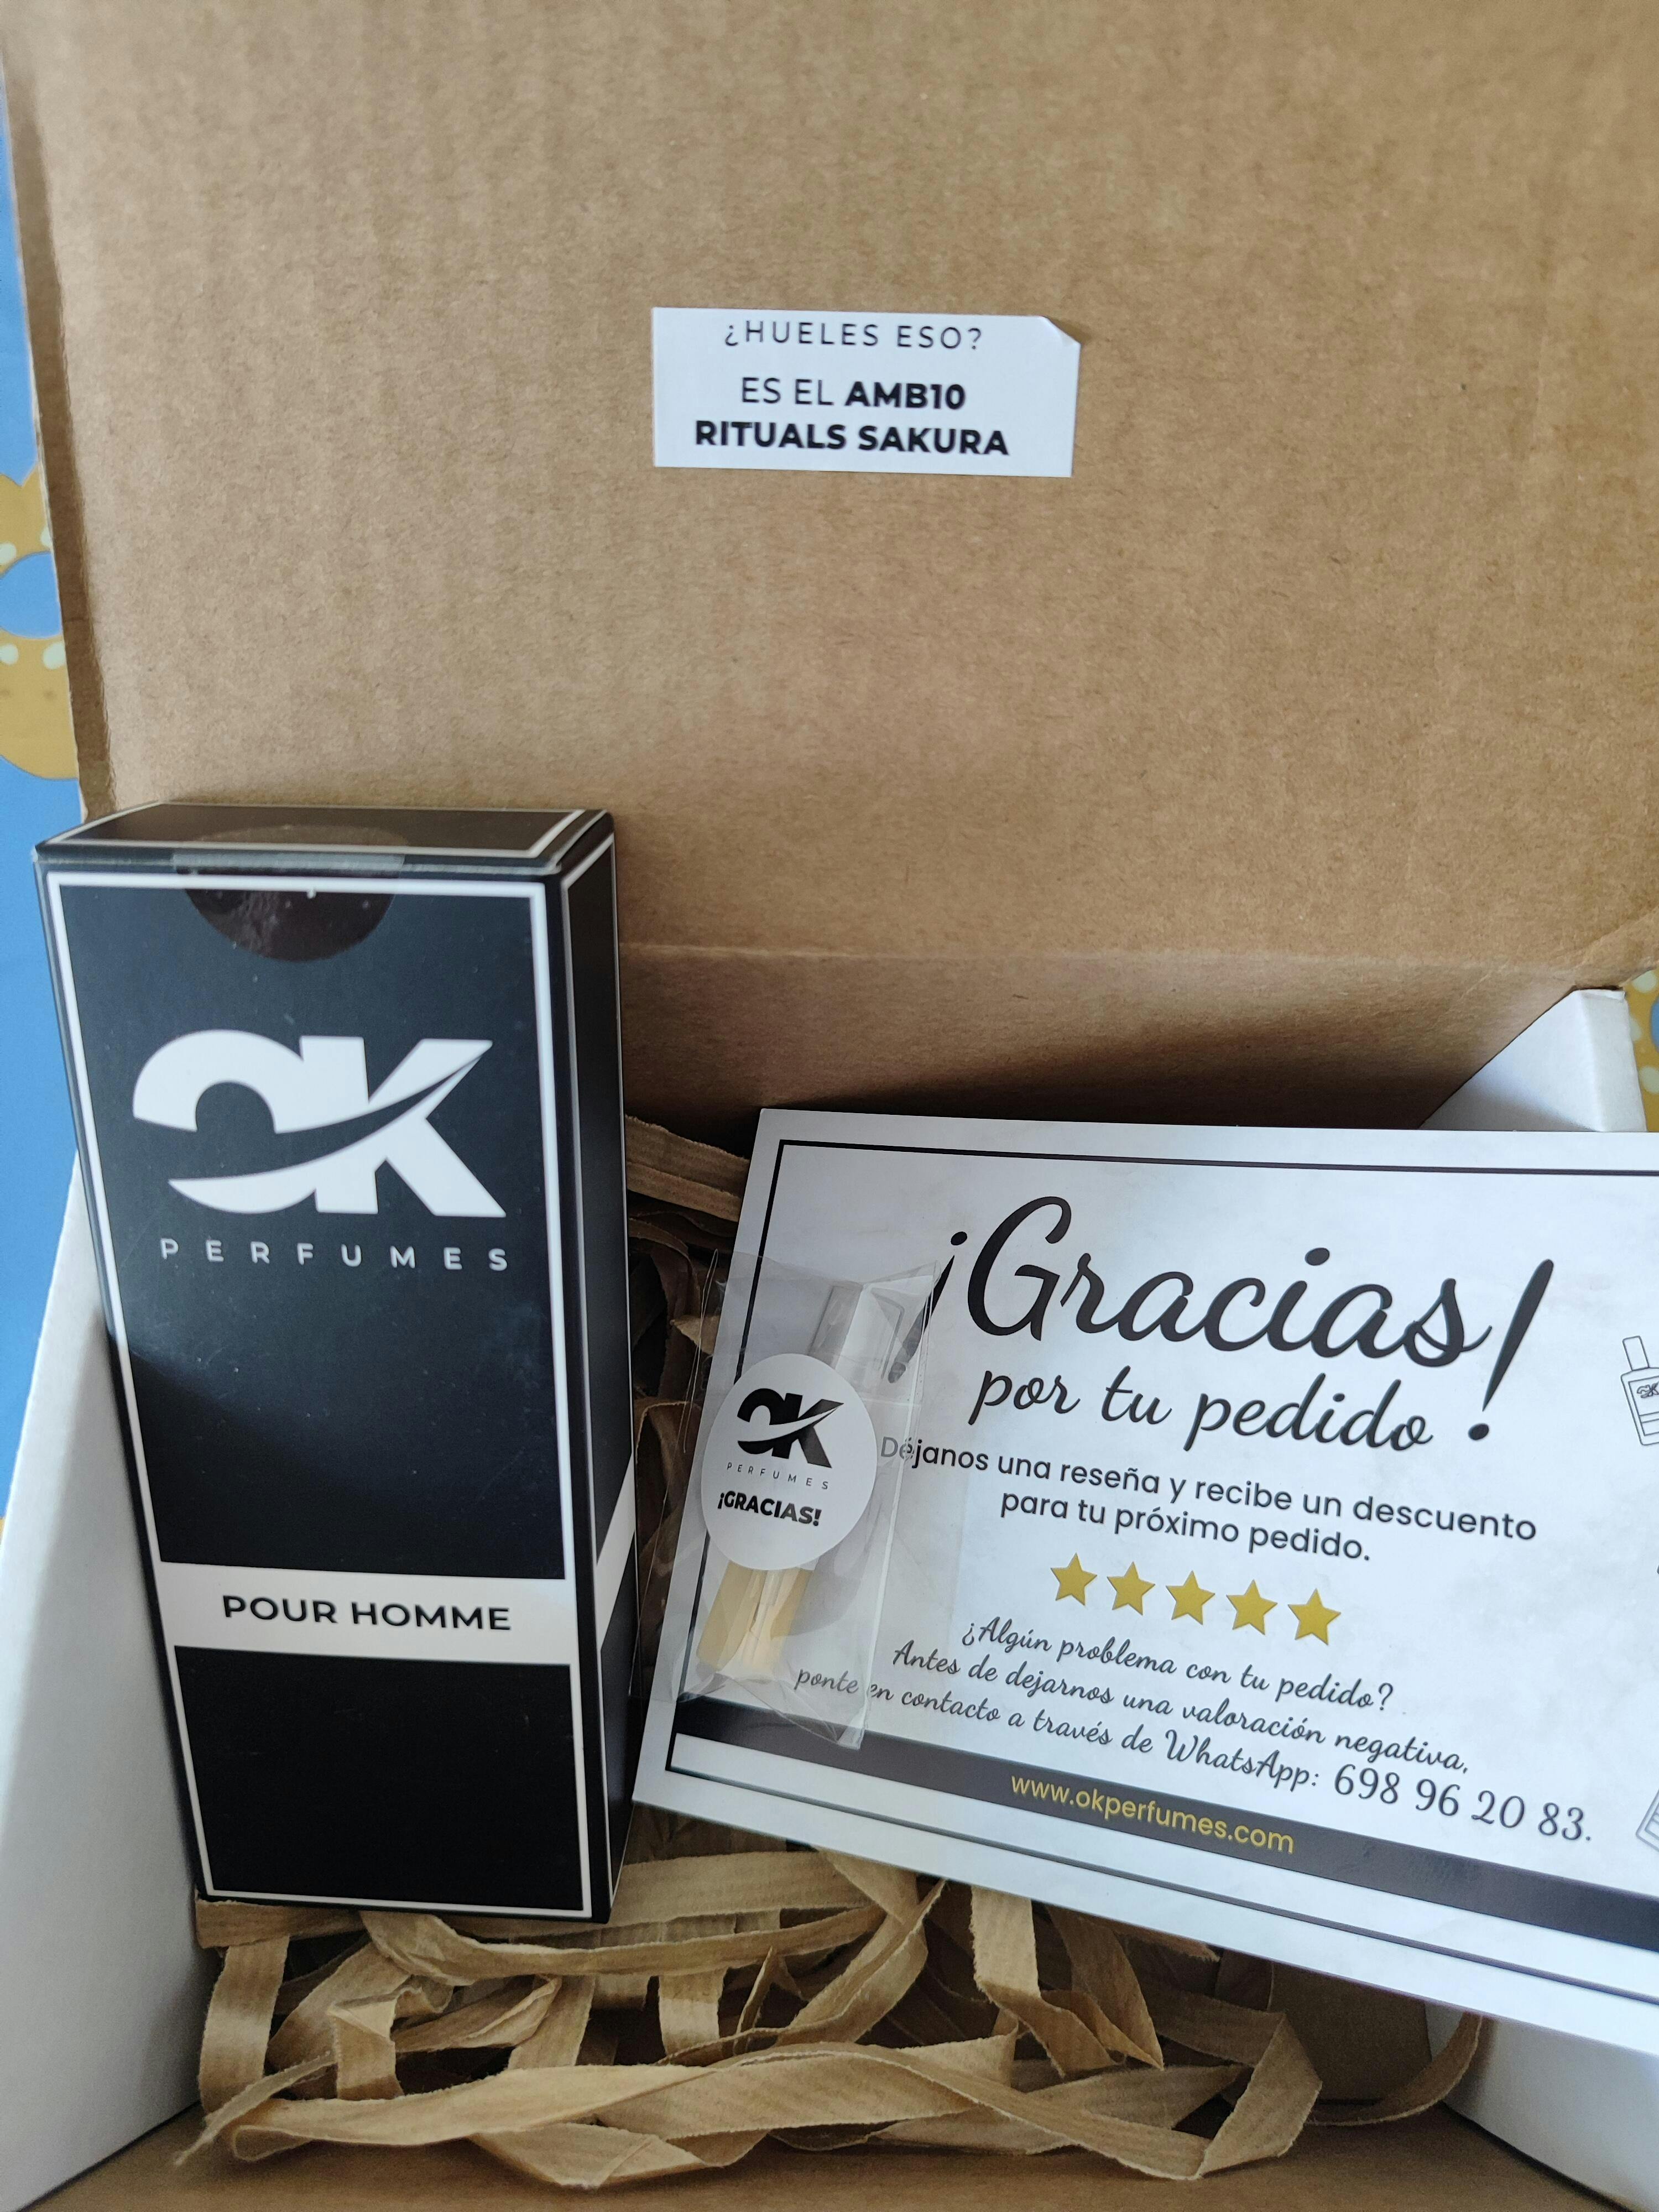 ¿HUELES ESO?
ES EL AMB10
RITUALS SAKURA
OK
PERFUMES
POUR HOMME
OK
PERFUMES
¡GRACIAS!
¡Gracias!
por tu pedido
Déjanos una reseña y recibe un descuento
para tu próximo pedido.
¿Algún problema con tu pedido?
Antes de dejarnos una valoración negativa,
ponte en contacto a través de WhatsApp: 698 96 20 83.
www.okperfumes.com